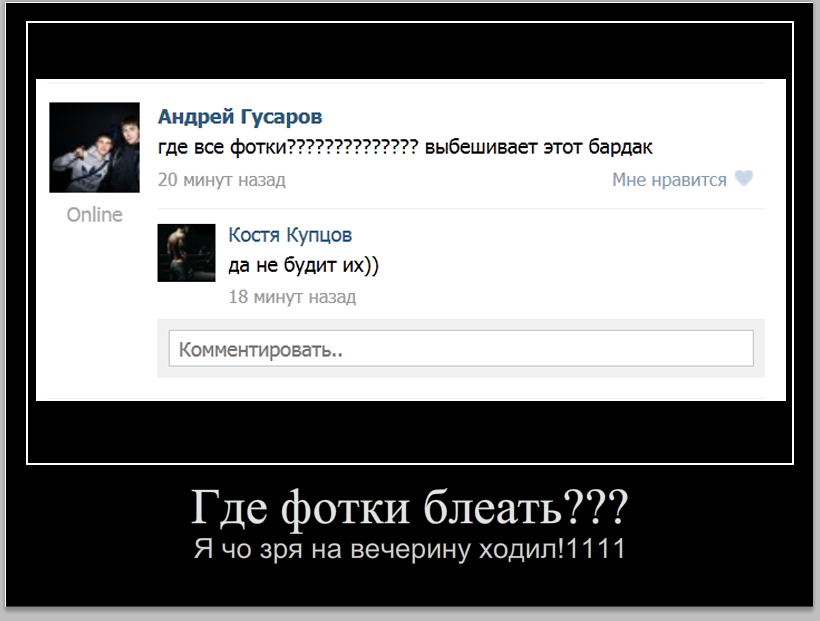 Андрей Гусаров
где все фотки?????????????? выбешивает этот бардак
20 минут назад
Мне нравится
Online
Костя Купцов
да не будит их))
18 минут назад
Комментировать..
Где фотки блеать???
Я чо зря на вечерину ходил!1111